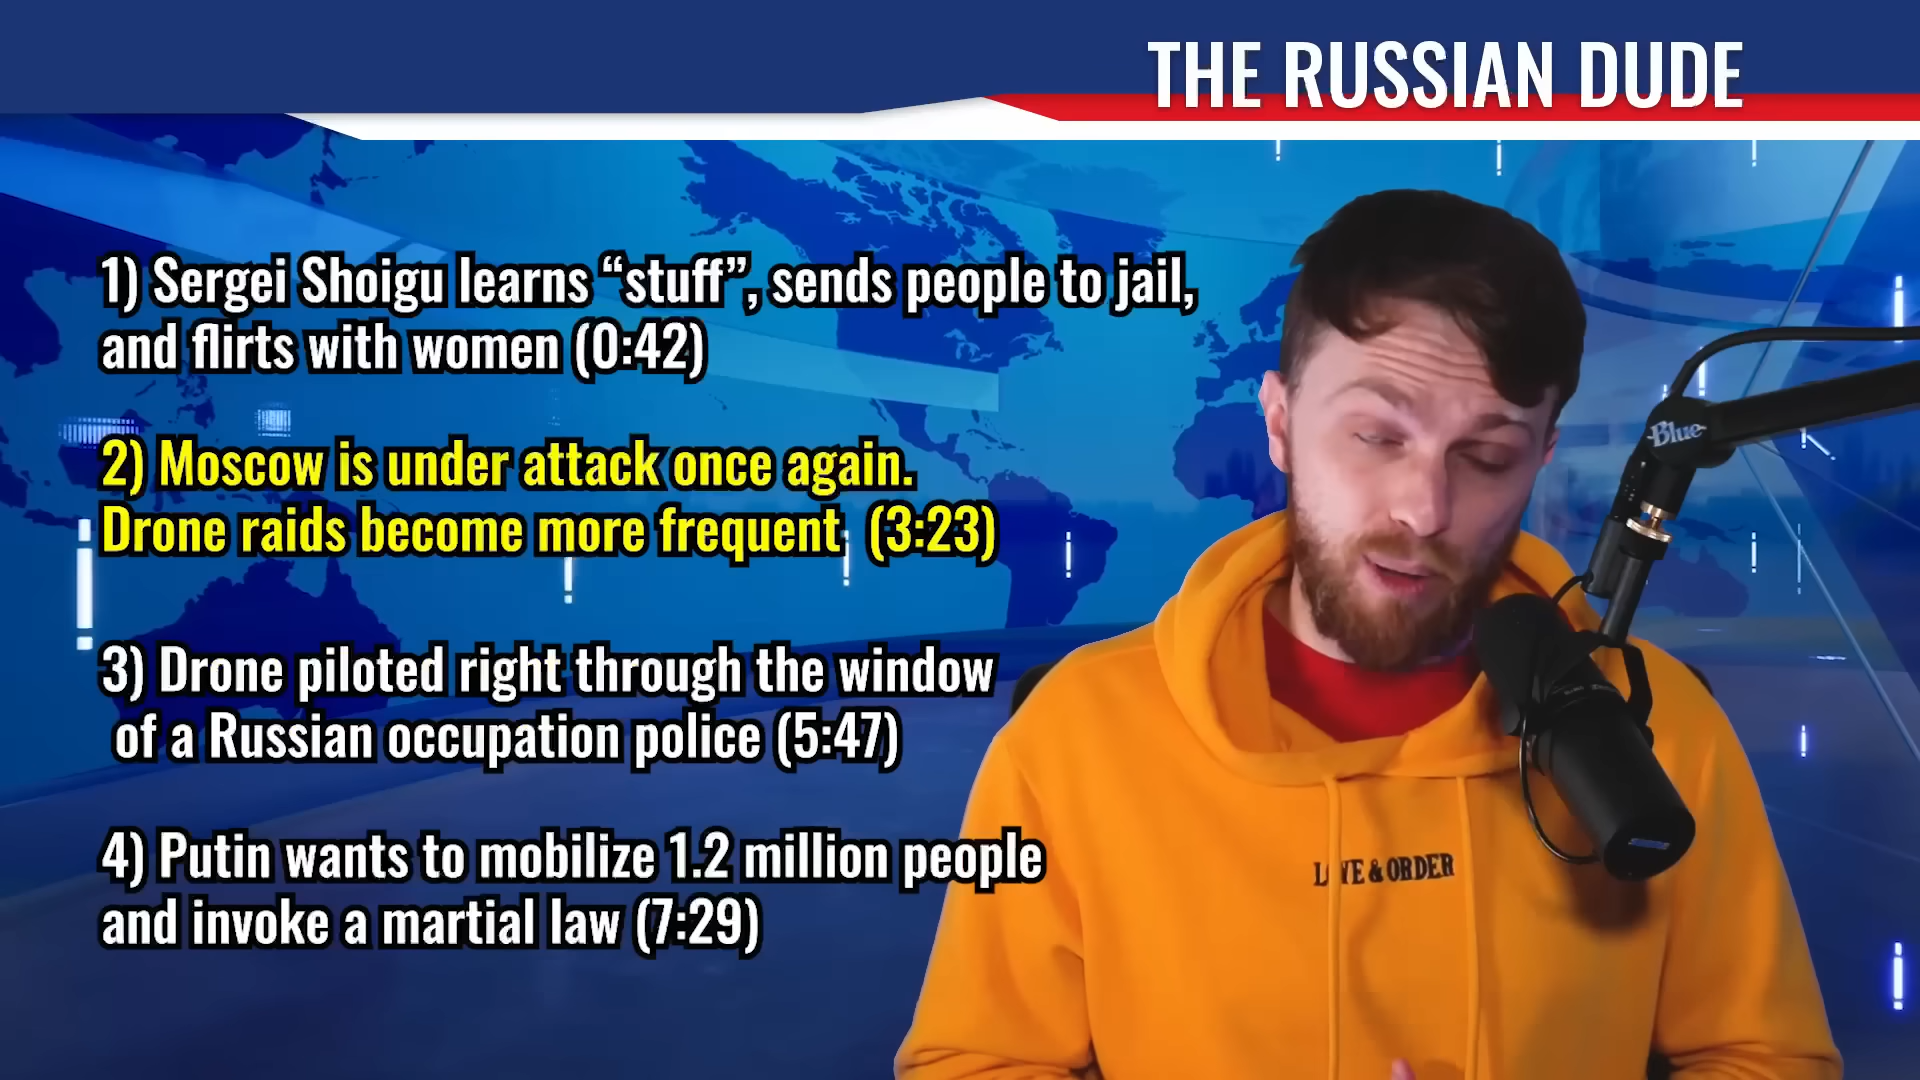 THE RUSSIAN DUDE
1) Sergei Shoigu learns “stuff”, sends people to jail,
and flirts with women (0:42)
2) Moscow is under attack once again.
Drone raids become more frequent (3:23)
3) Drone piloted right through the window
of a Russian occupation police (5:47)
4) Putin wants to mobilize 1.2 million people
and invoke a martial law (7:29)
Blue
& ORDER